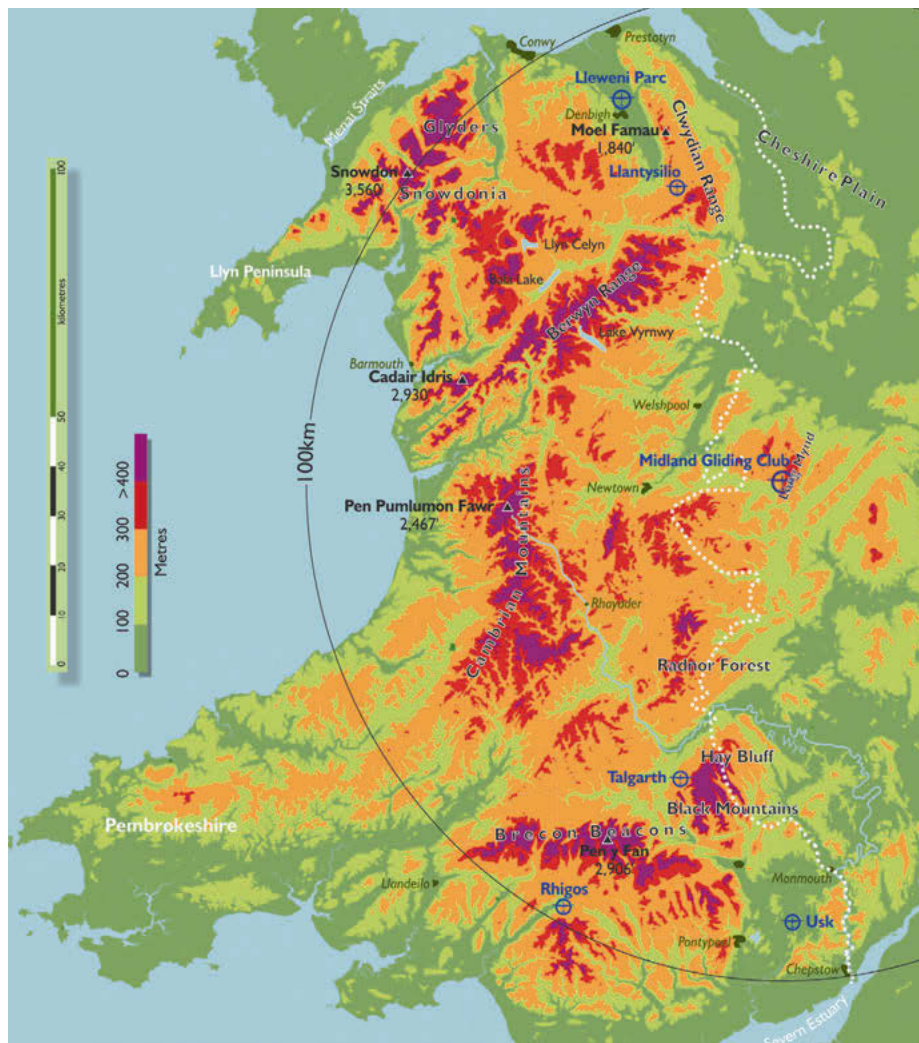 Conwy
Prestotyn
Lleweni Parc
Menai Straits
Glyders
Denbigh
Moel Famau
1,840'
Clwydian Range
Cheshire Plain
Snowdon
3,560'
Snowdonia
Llantysilio
Llyn Celyn
Llyn Peninsula
Bala Lake
Berwyn Range
Lake Vyrnwy
Barmouth
Cadair Idris
2,930'
Welshpool
100km
Midland Gliding Club
Long Mynd
Newtown
Pen Pumlumon Fawr
2,467'
Cambrian Mountains
Rhayader
Radnor Forest
R. Wye
Hay Bluff
Talgarth
Black Mountains
Pembrokeshire
Brecon Beacons
Pen y Fan
2,906'
Llandeilo
Monmouth
Rhigos
Usk
Pontypool
Chepstow
Severn Estuary
kilometres
100
50
40
30
20
10
0
>400
300
200
100
0
Metres